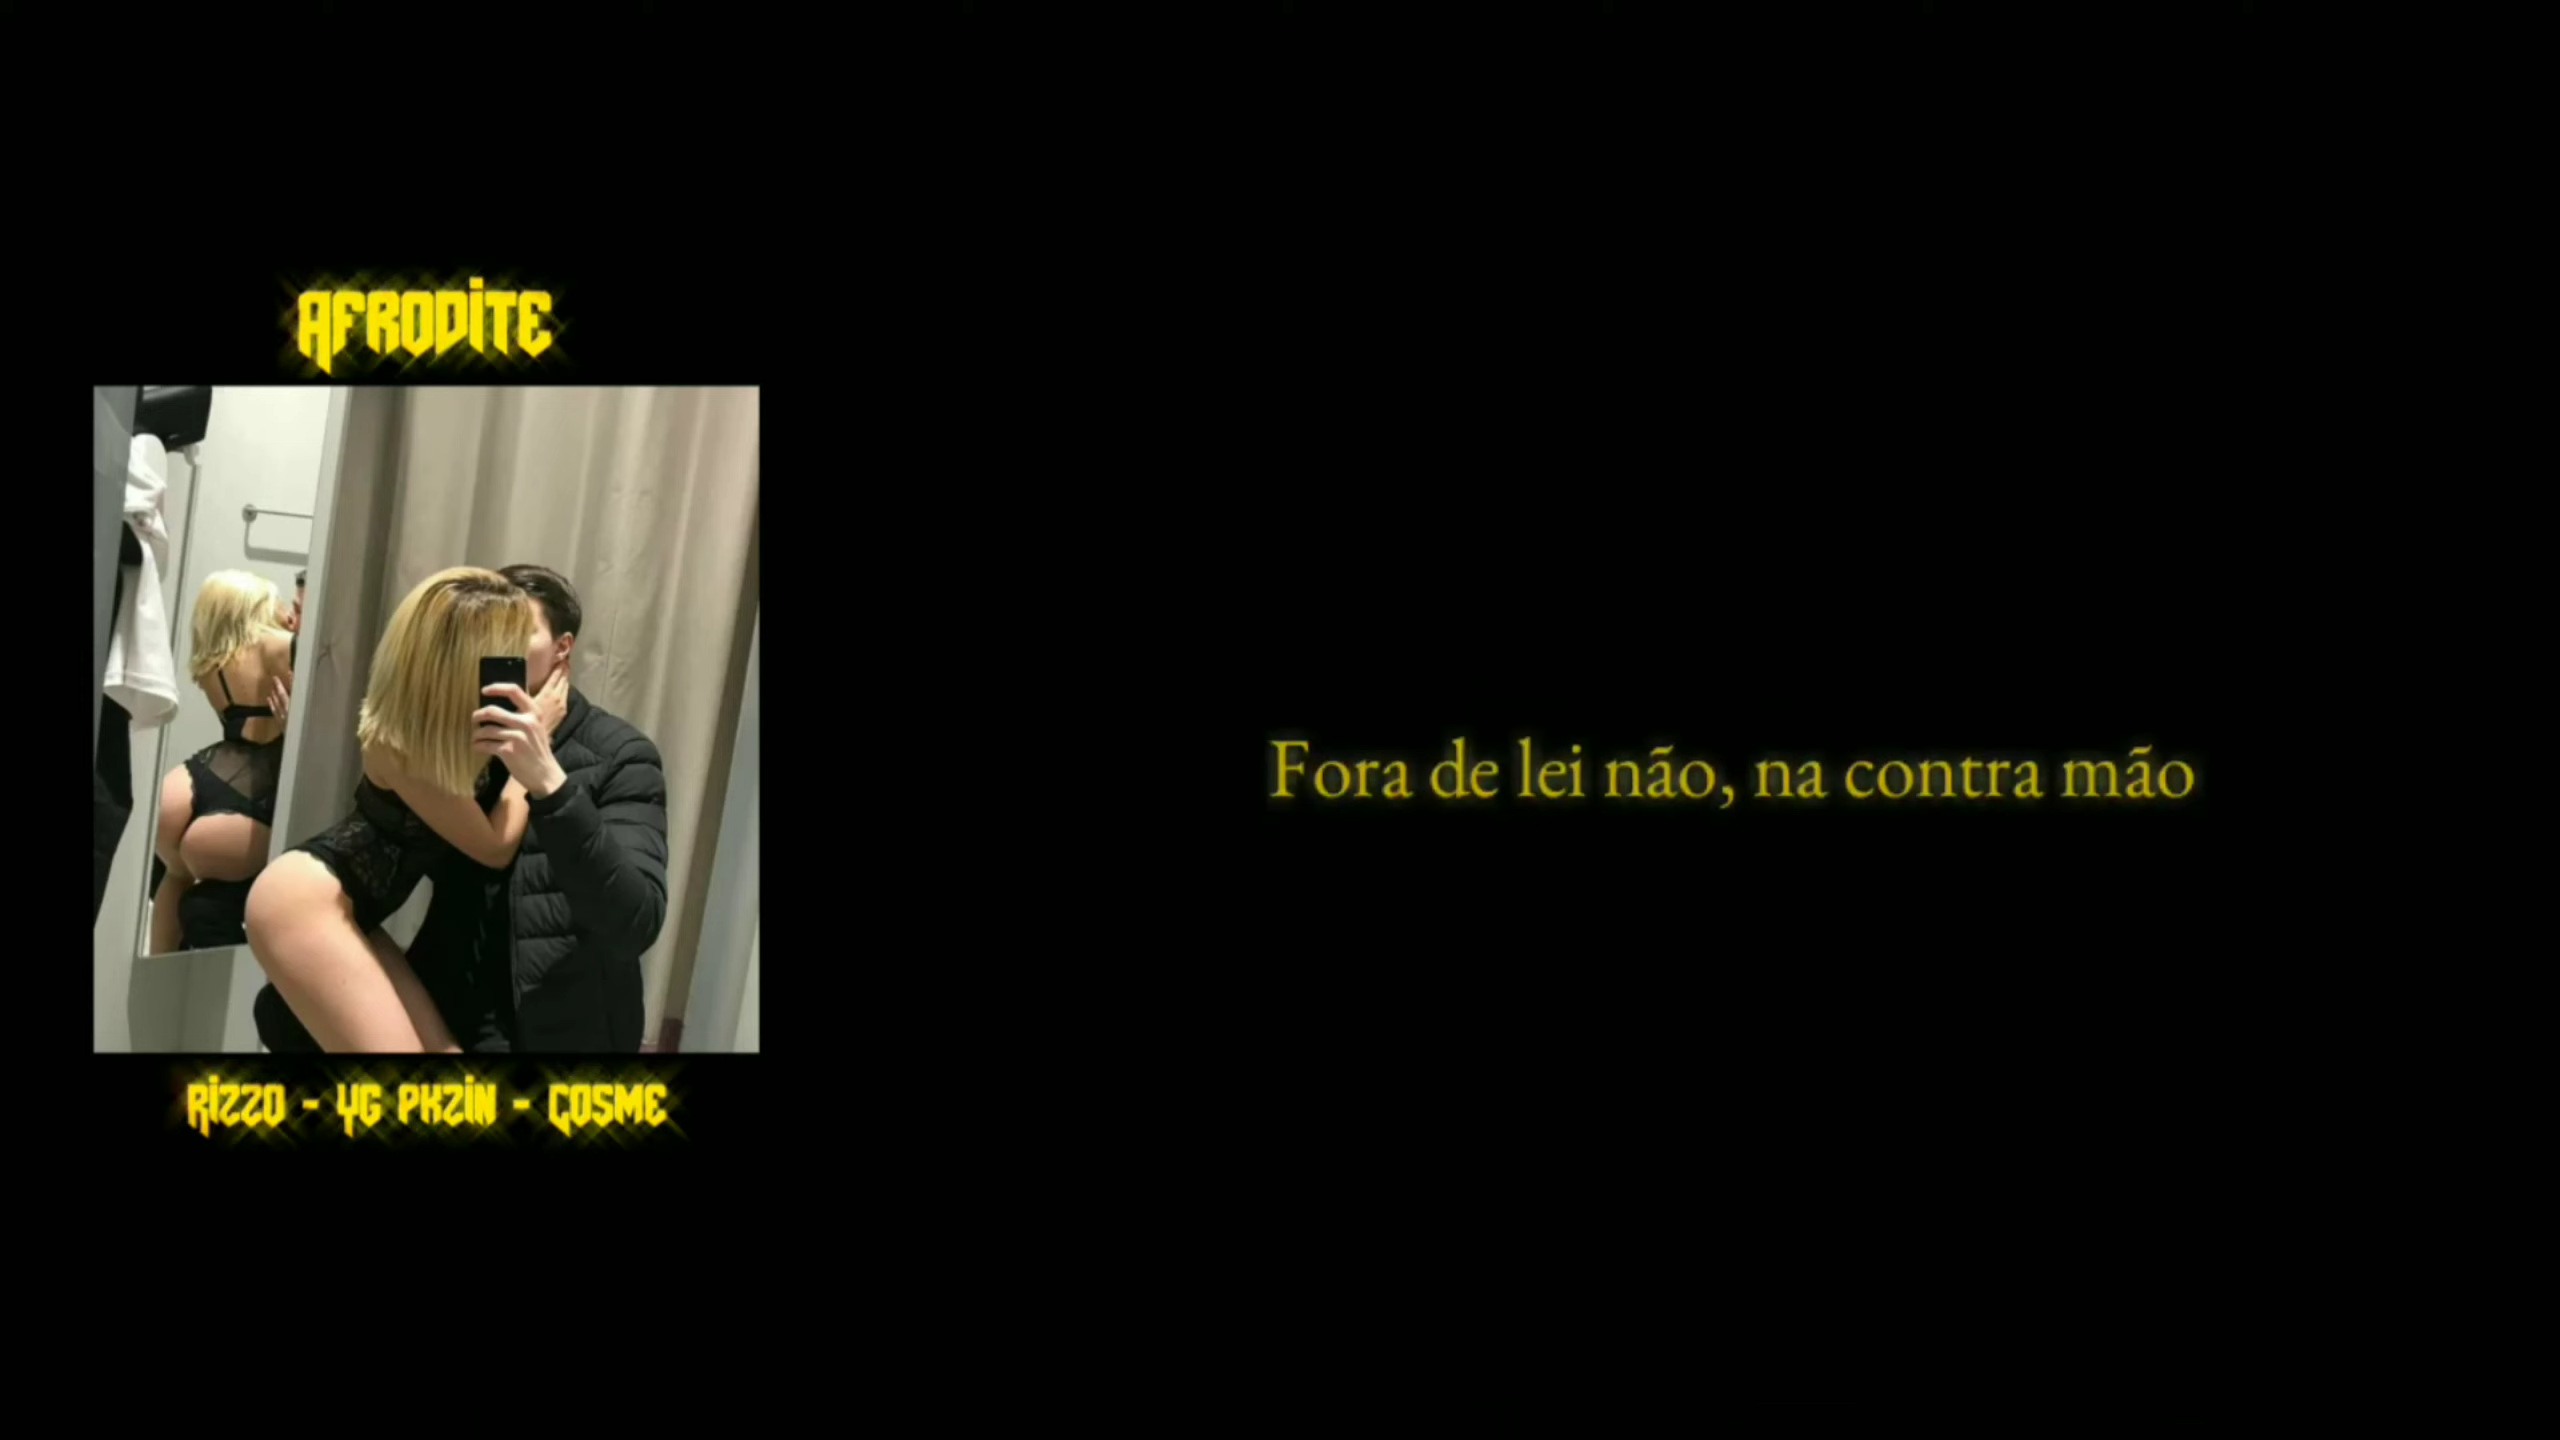 AFRODITE
RIZZO - YG PKZIN - COSME
Fora de lei não, na contra mão